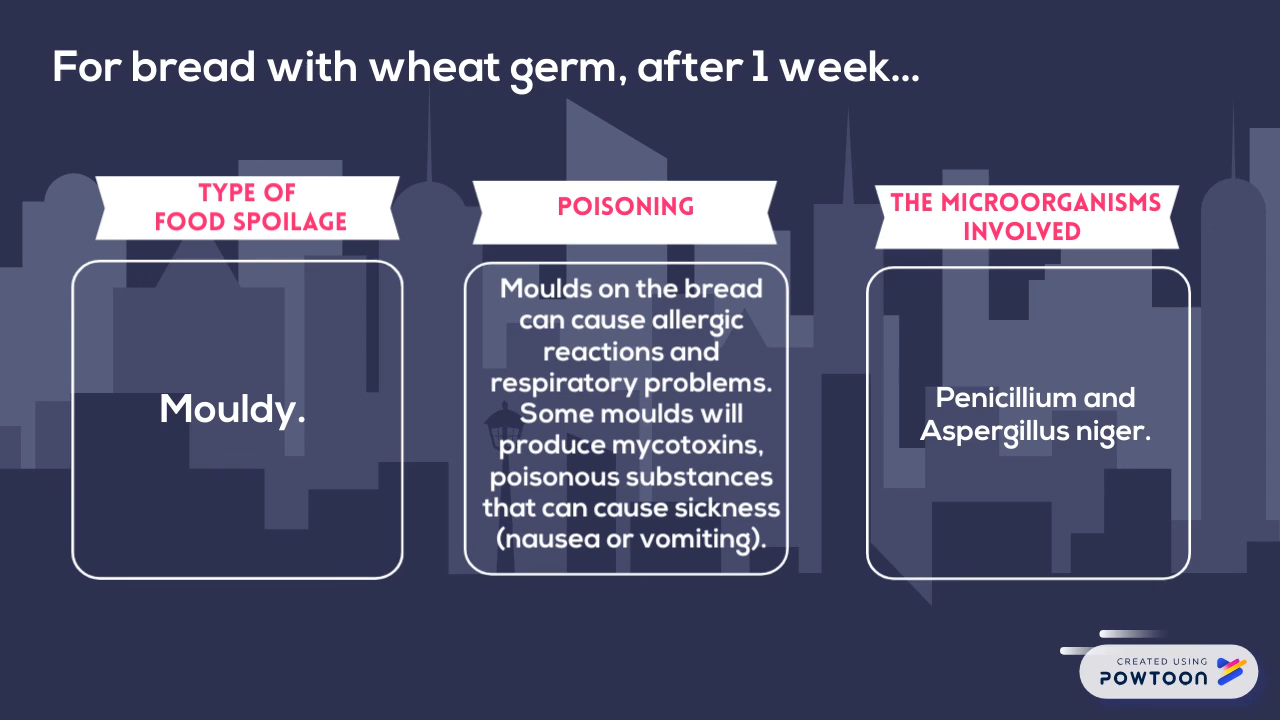 For bread with wheat germ, after 1 week...
TYPE OF
FOOD SPOILAGE
Mouldy.
POISONING
Moulds on the bread
can cause allergic
reactions and
respiratory problems.
Some moulds will
produce mycotoxins,
poisonous substances
that can cause sickness
(nausea or vomiting).
THE MICROORGANISMS
INVOLVED
Penicillium and
Aspergillus niger.
CREATED USING
POWTOON